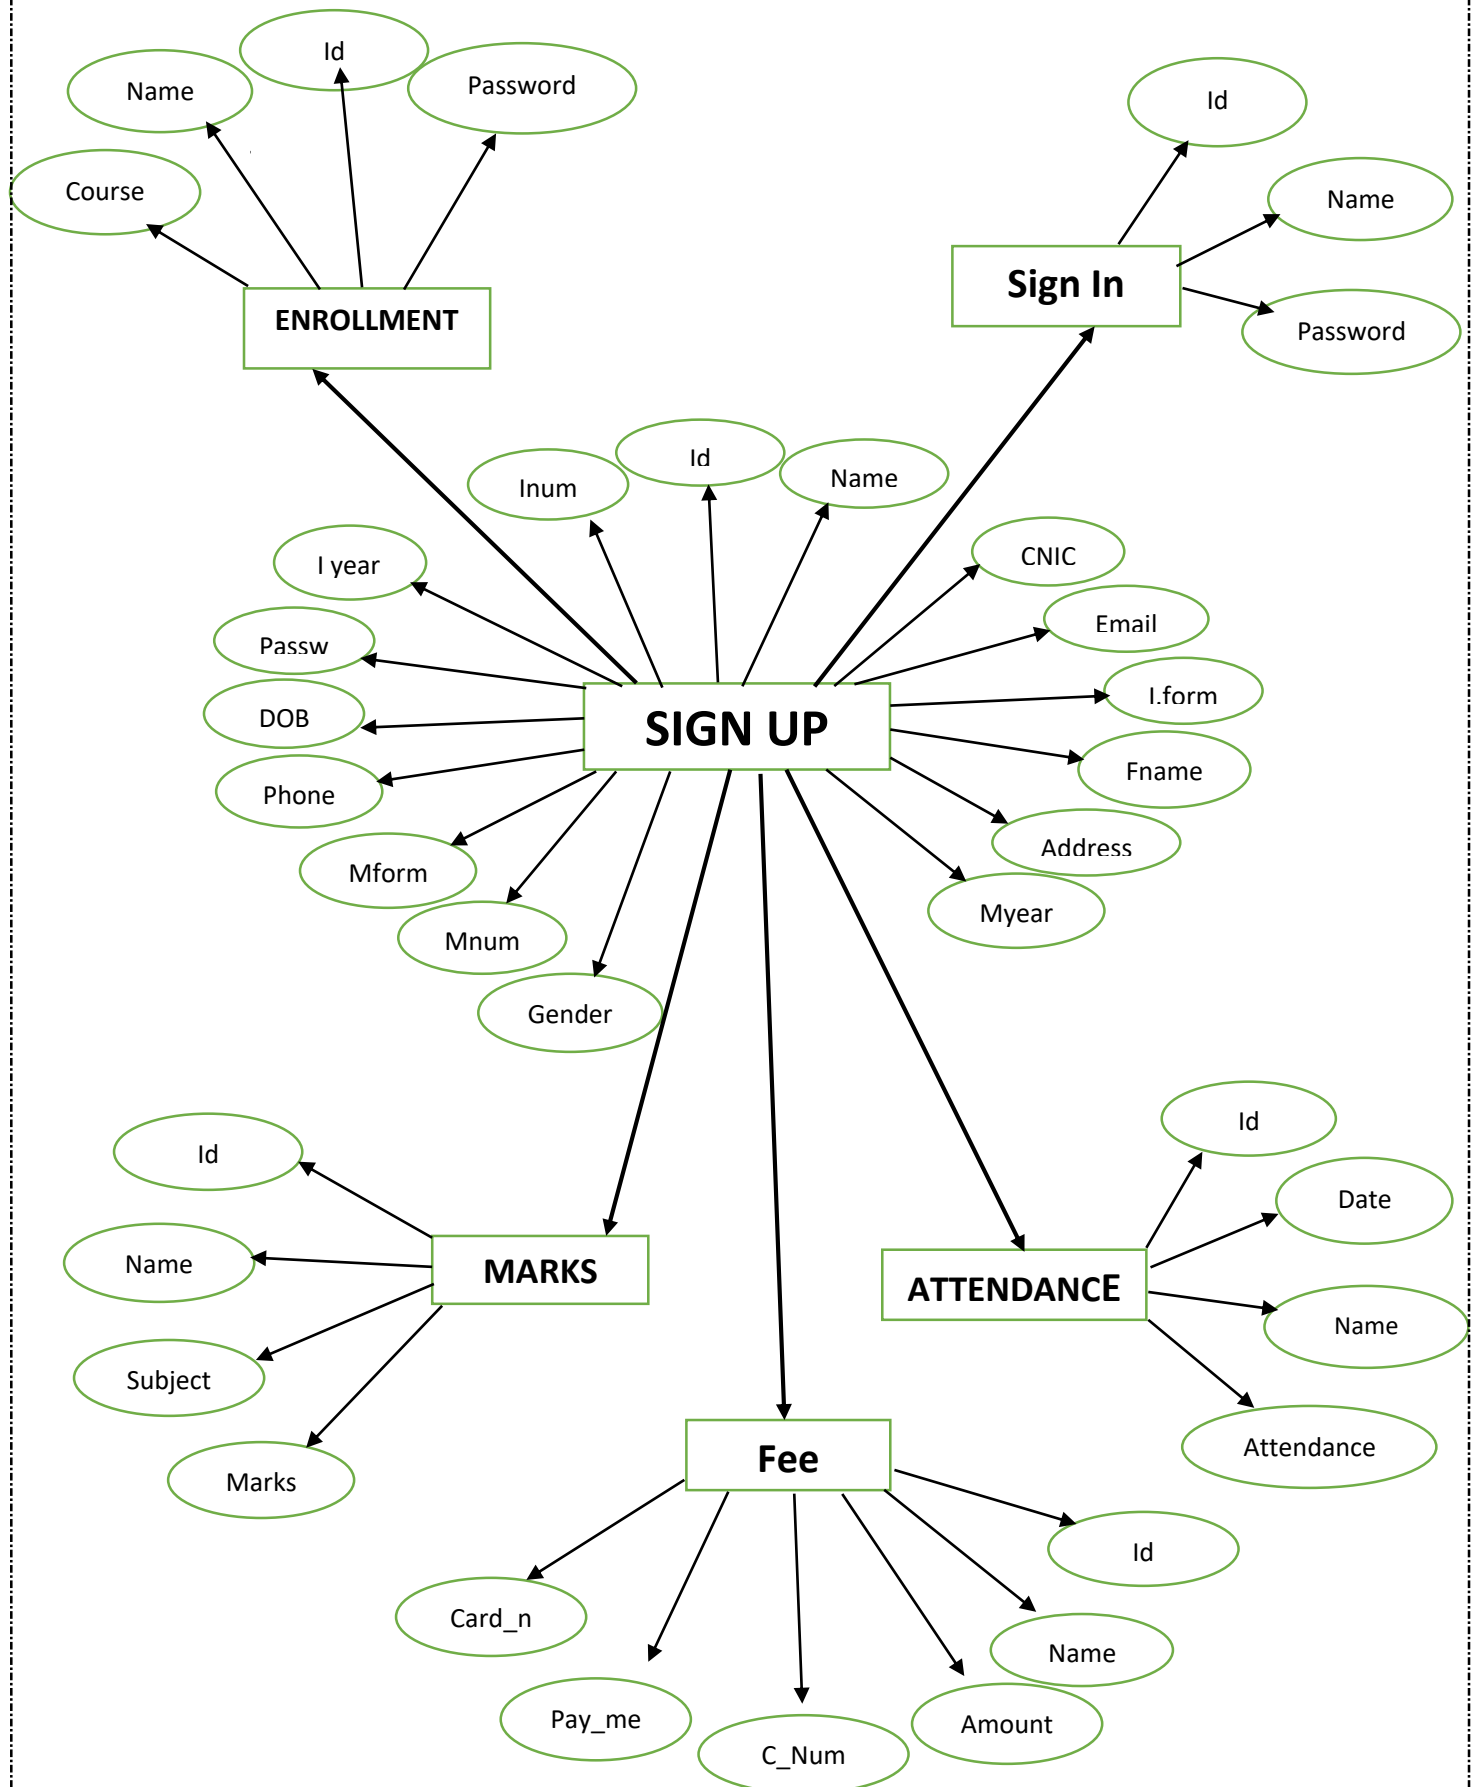 Id
Name
Password
Course
ENROLLMENT
Id
Name
Sign In
Password
Id
Inum
Name
I year
CNIC
Passw
Email
DOB
I.form
SIGN UP
Phone
Fname
Mform
Address
Mnum
Myear
Gender
Id
Name
MARKS
Subject
Marks
Id
Date
ATTENDANCE
Name
Attendance
Fee
Id
Card_n
Name
Pay_me
Amount
C_Num